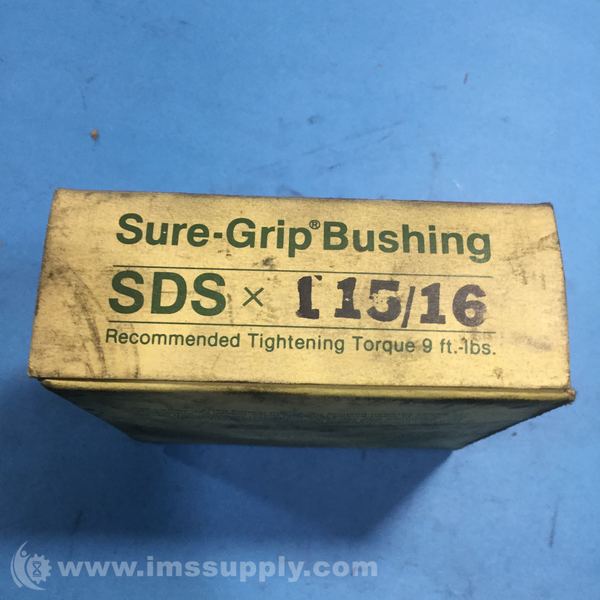 Sure-Grip® Bushing
SDS × 1 15/16
Recommended Tightening Torque 9 ft.-lbs.
www.imssupply.com